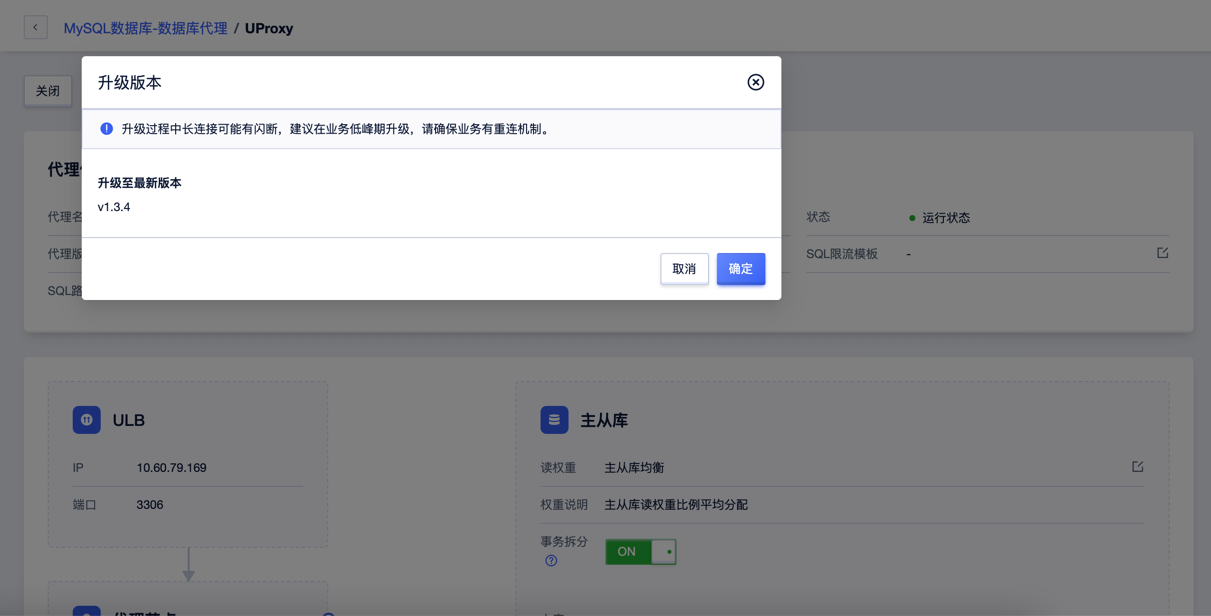 MySQL数据库-数据库代理 / UProxy
关闭
升级版本
升级过程中长连接可能有闪断，建议在业务低峰期升级，请确保业务有重连机制。
升级至最新版本
v1.3.4
取消 确定
代理
代理名
代理版
SQL路
状态 运行状态
SQL限流模板 -
ULB
IP 10.60.79.169
端口 3306
主从库
读权重 主从库均衡
权重说明 主从库读权重比例平均分配
事务拆分 ON